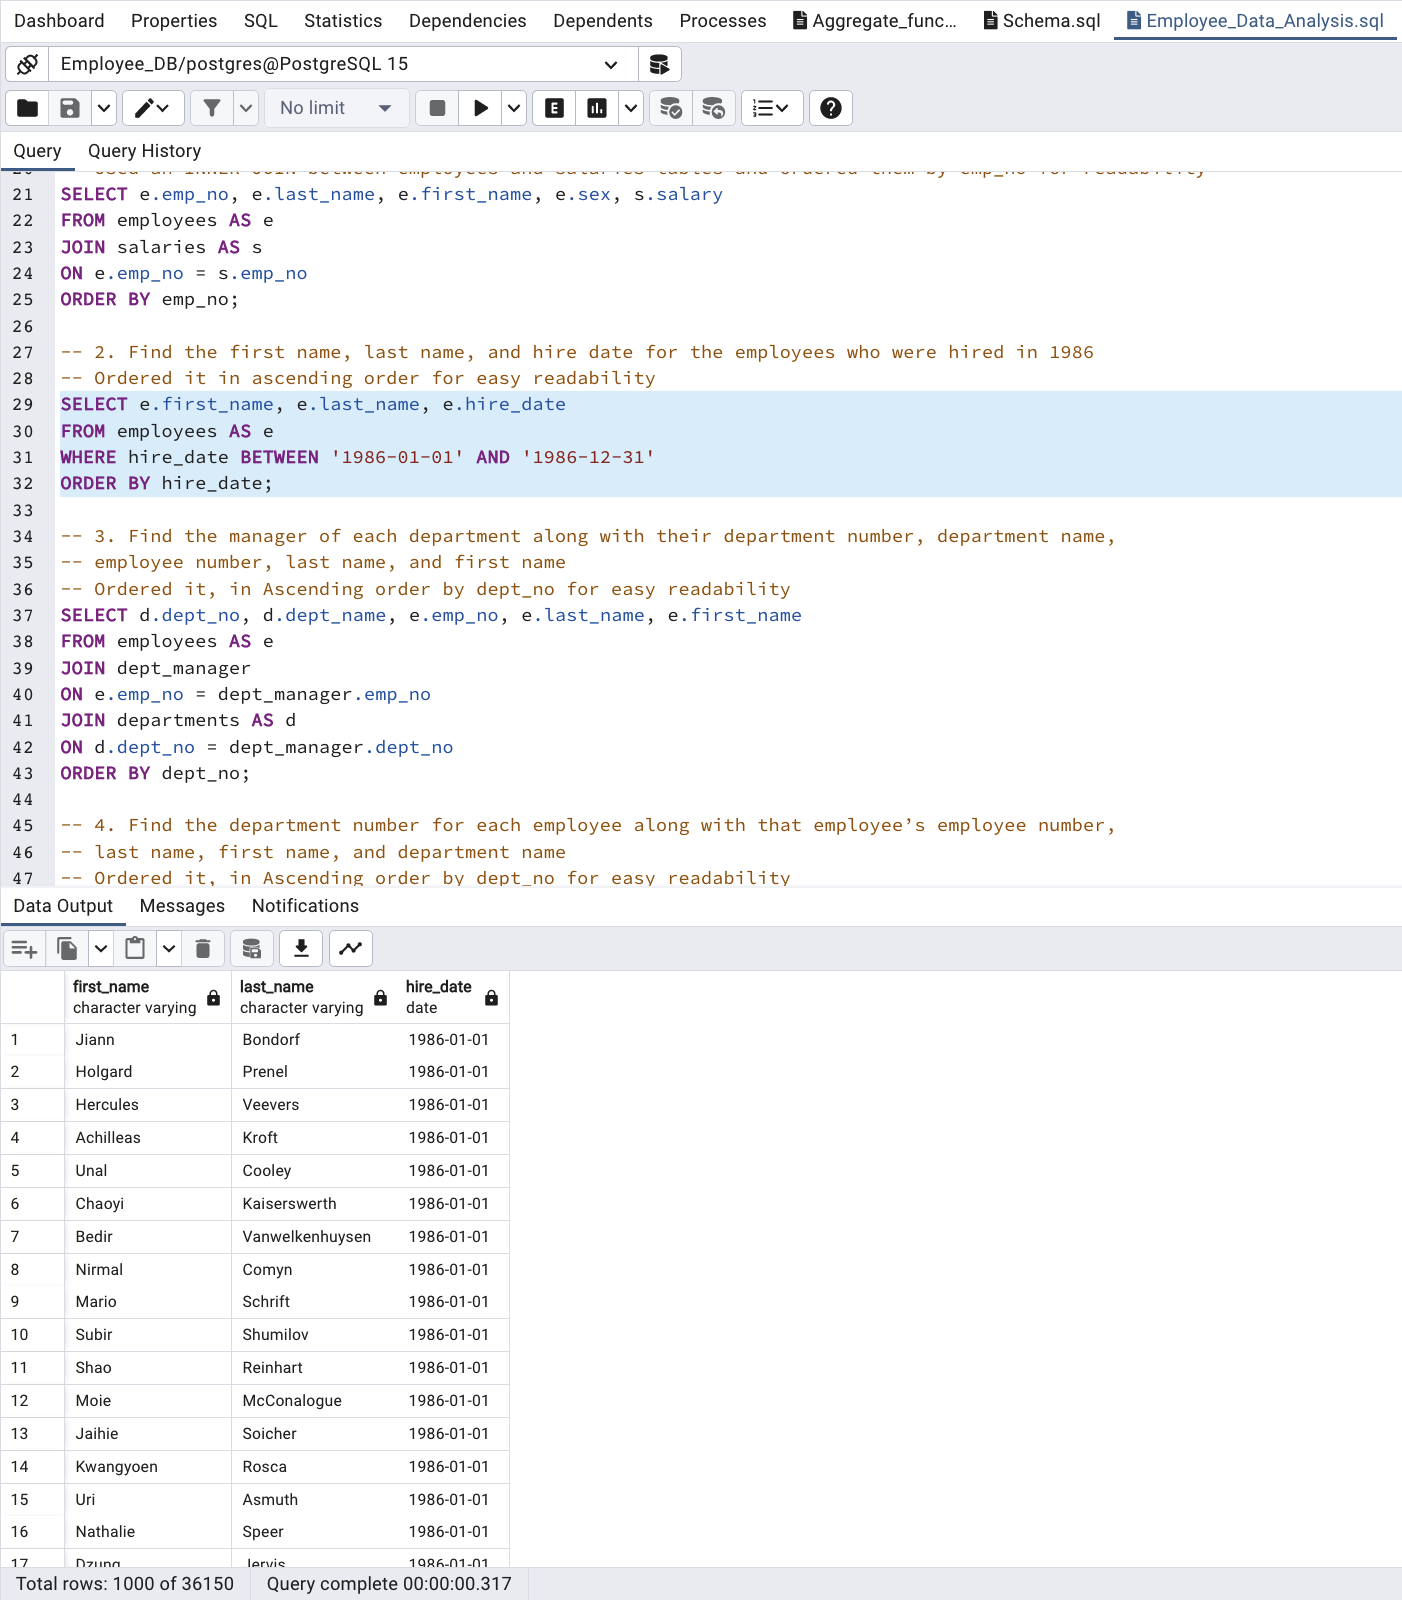 Dashboard Properties SQL Statistics Dependencies Dependents Processes Aggregate_func... Schema.sql Employee_Data_Analysis.sql
Employee_DB/postgres@PostgreSQL 15
No limit E
Query Query History
20 -- Used an INNER JOIN between employees and salaries tables and ordered them by emp_no for readability
21 SELECT e.emp_no, e.last_name, e.first_name, e.sex, s.salary
22 FROM employees AS e
23 JOIN salaries AS s
24 ON e.emp_no = s.emp_no
25 ORDER BY emp_no;
26
27 -- 2. Find the first name, last name, and hire date for the employees who were hired in 1986
28 -- Ordered it in ascending order for easy readability
29 SELECT e.first_name, e.last_name, e.hire_date
30 FROM employees AS e
31 WHERE hire_date BETWEEN '1986-01-01' AND '1986-12-31'
32 ORDER BY hire_date;
33
34 -- 3. Find the manager of each department along with their department number, department name,
35 -- employee number, last name, and first name
36 -- Ordered it, in Ascending order by dept_no for easy readability
37 SELECT d.dept_no, d.dept_name, e.emp_no, e.last_name, e.first_name
38 FROM employees AS e
39 JOIN dept_manager
40 ON e.emp_no = dept_manager.emp_no
41 JOIN departments AS d
42 ON d.dept_no = dept_manager.dept_no
43 ORDER BY dept_no;
44
45 -- 4. Find the department number for each employee along with that employee’s employee number,
46 -- last name, first name, and department name
47 -- Ordered it, in Ascending order by dept_no for easy readability
Data Output Messages Notifications
first_name last_name hire_date
character varying character varying date
1 Jiann Bondorf 1986-01-01
2 Holgard Prenel 1986-01-01
3 Hercules Veevers 1986-01-01
4 Achilleas Kroft 1986-01-01
5 Unal Cooley 1986-01-01
6 Chaoyi Kaiserswerth 1986-01-01
7 Bedir Vanwelkenhuysen 1986-01-01
8 Nirmal Comyn 1986-01-01
9 Mario Schrift 1986-01-01
10 Subir Shumilov 1986-01-01
11 Shao Reinhart 1986-01-01
12 Moie McConalogue 1986-01-01
13 Jaihie Soicher 1986-01-01
14 Kwangyoen Rosca 1986-01-01
15 Uri Asmuth 1986-01-01
16 Nathalie Speer 1986-01-01
17 Dzung Jervis 1986-01-01
Total rows: 1000 of 36150 Query complete 00:00:00.317